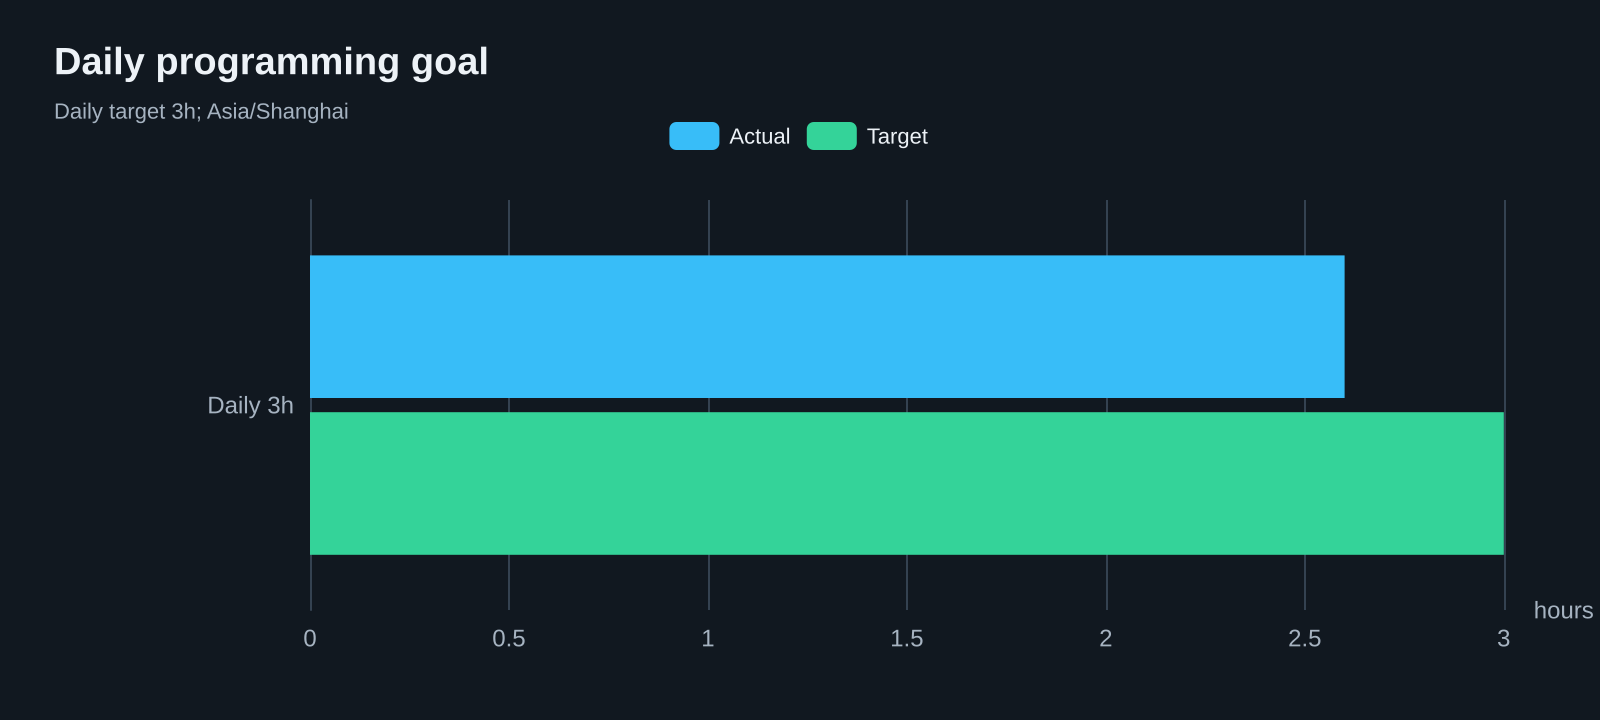 Daily programming goal
Daily target 3h; Asia/Shanghai
Actual Target
Daily 3h
hours
0 0.5 1 1.5 2 2.5 3